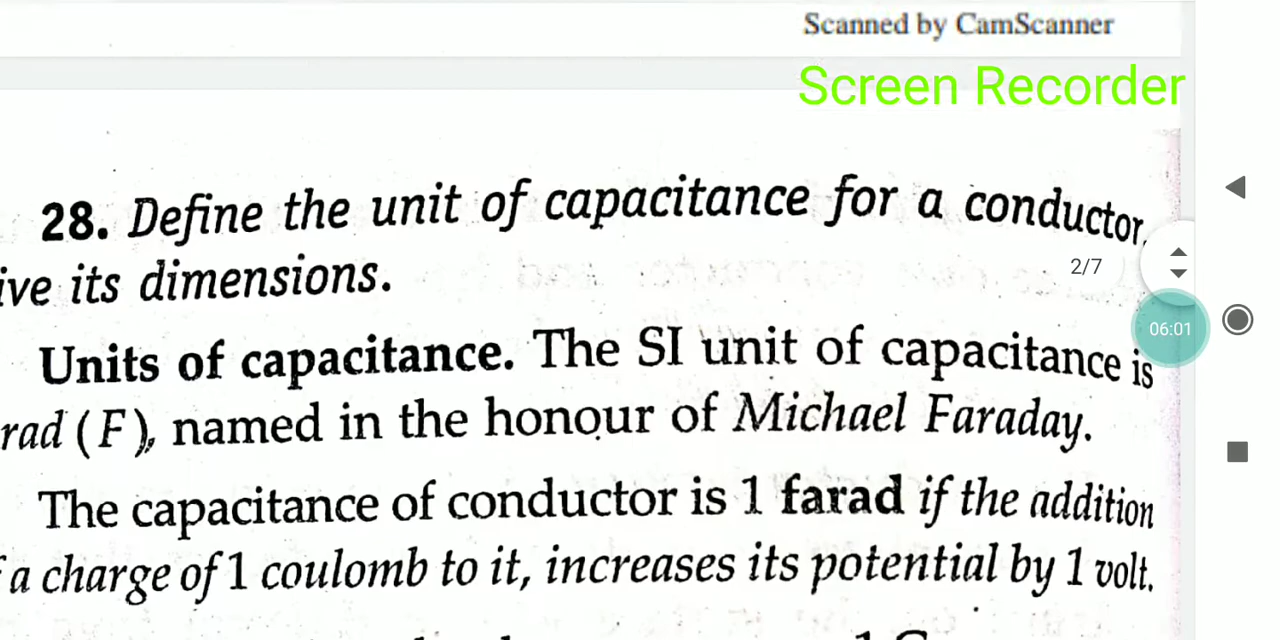 Scanned by CamScanner
Screen Recorder
28. Define the unit of capacitance for a conductor.
ive its dimensions.
2/7
06:01
Units of capacitance. The SI unit of capacitance is
rad (F), named in the honour of Michael Faraday.
The capacitance of conductor is 1 farad if the addition
a charge of 1 coulomb to it, increases its potential by 1 volt.